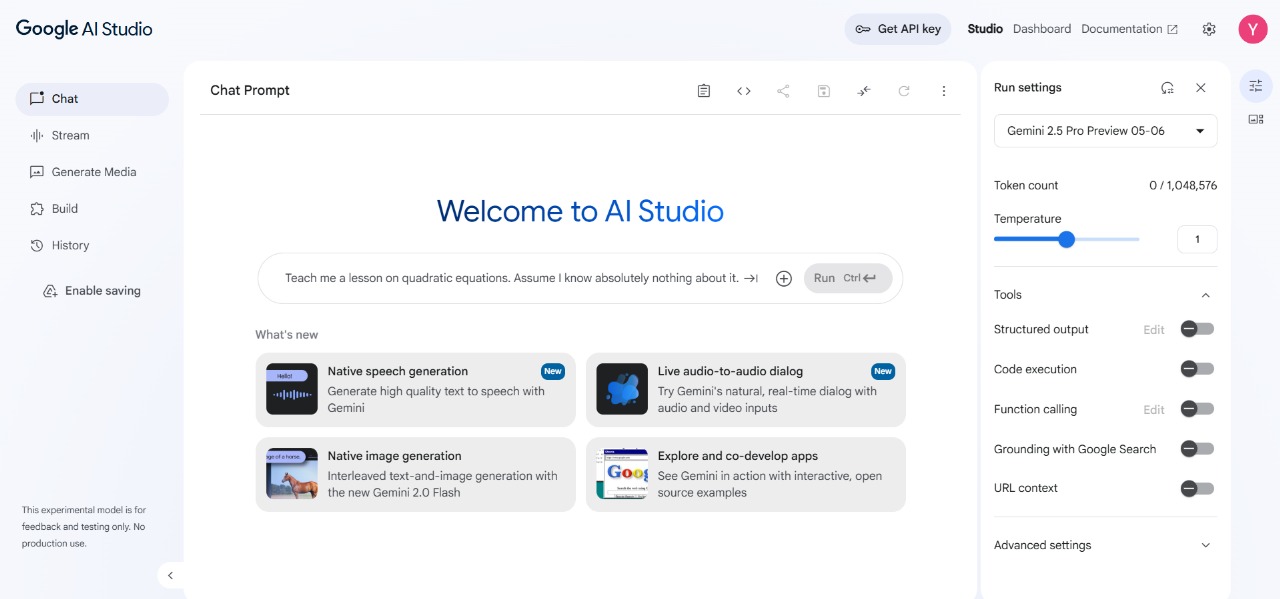 Google AI Studio
Get API key
Studio
Dashboard
Documentation
Y
Chat
Stream
Generate Media
Build
History
Enable saving
This experimental model is for
feedback and testing only. No
production use.
Chat Prompt
Welcome to AI Studio
Teach me a lesson on quadratic equations. Assume I know absolutely nothing about it.
Run Ctrl
What's new
Hello!
Native speech generation
New
Generate high quality text to speech with
Gemini
Live audio-to-audio dialog
New
Try Gemini's natural, real-time dialog with
audio and video inputs
ge of a horse.
Native image generation
Interleaved text-and-image generation with
the new Gemini 2.0 Flash
Goog
Explore and co-develop apps
See Gemini in action with interactive, open
source examples
Run settings
Gemini 2.5 Pro Preview 05-06
Token count 0 / 1,048,576
Temperature
1
Tools
Structured output Edit
Code execution
Function calling Edit
Grounding with Google Search
URL context
Advanced settings